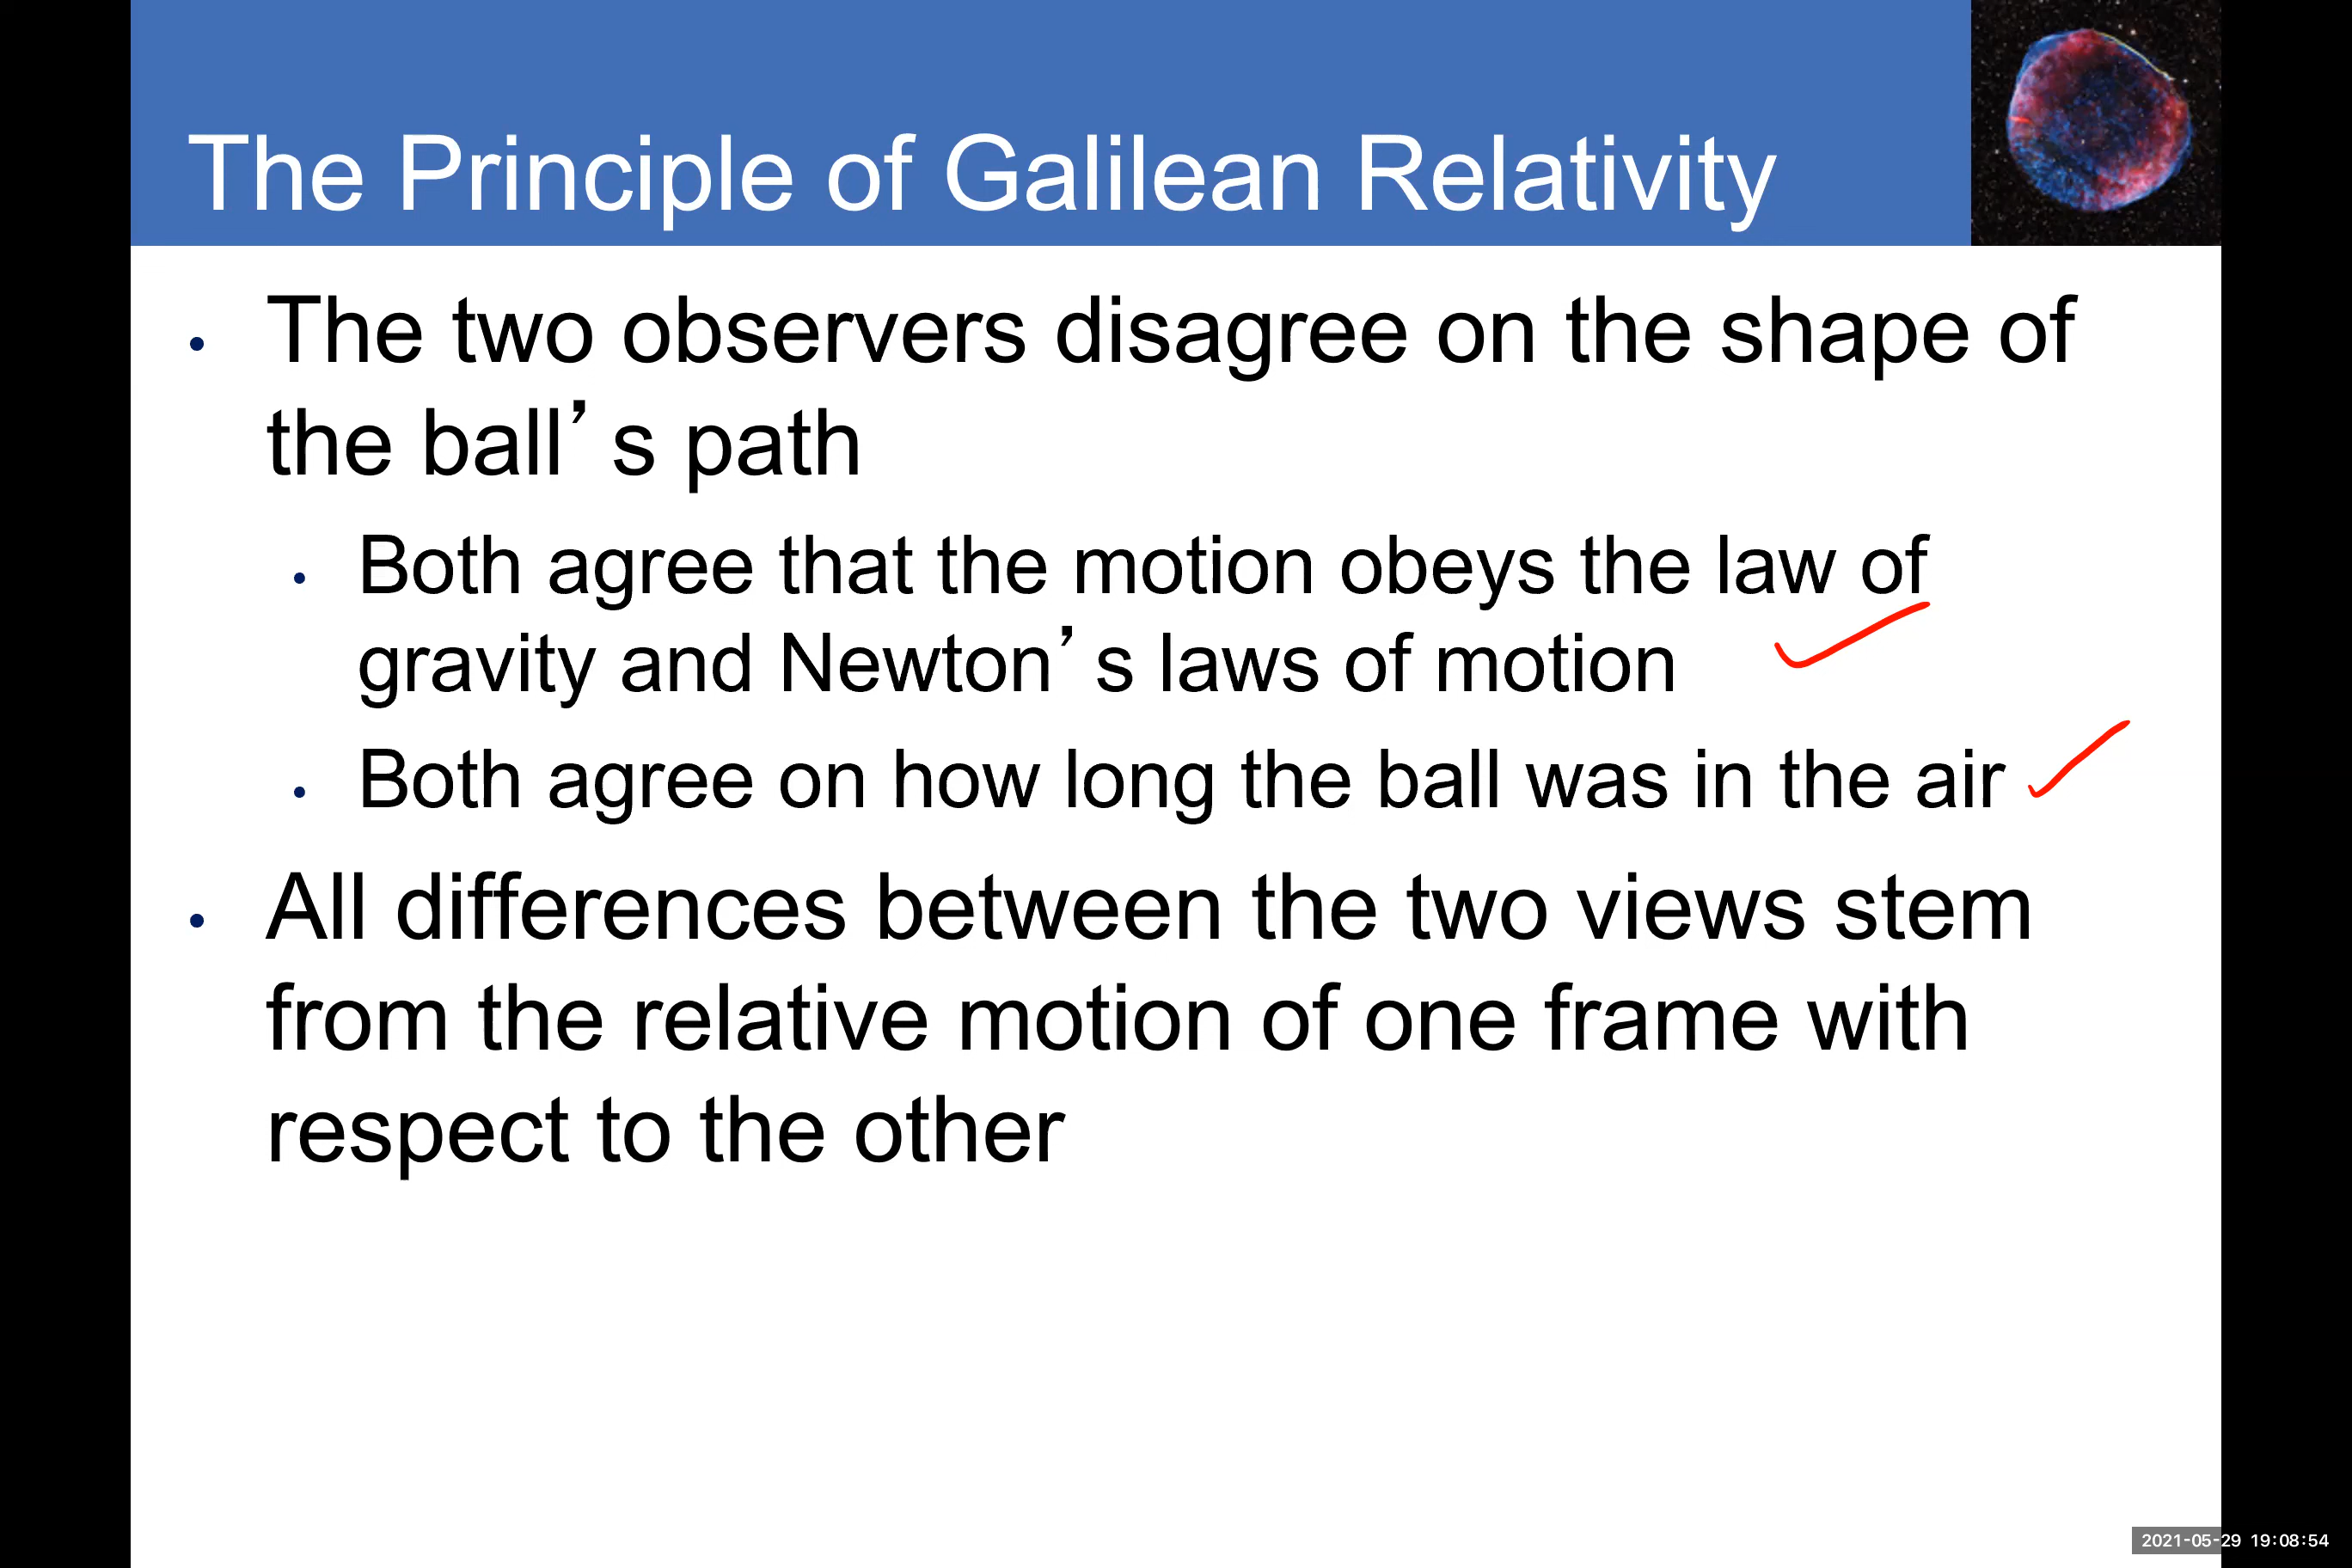 The Principle of Galilean Relativity
• The two observers disagree on the shape of
the ball’s path
• Both agree that the motion obeys the law of
gravity and Newton’s laws of motion
• Both agree on how long the ball was in the air
• All differences between the two views stem
from the relative motion of one frame with
respect to the other
2021-05-29 19:08:54